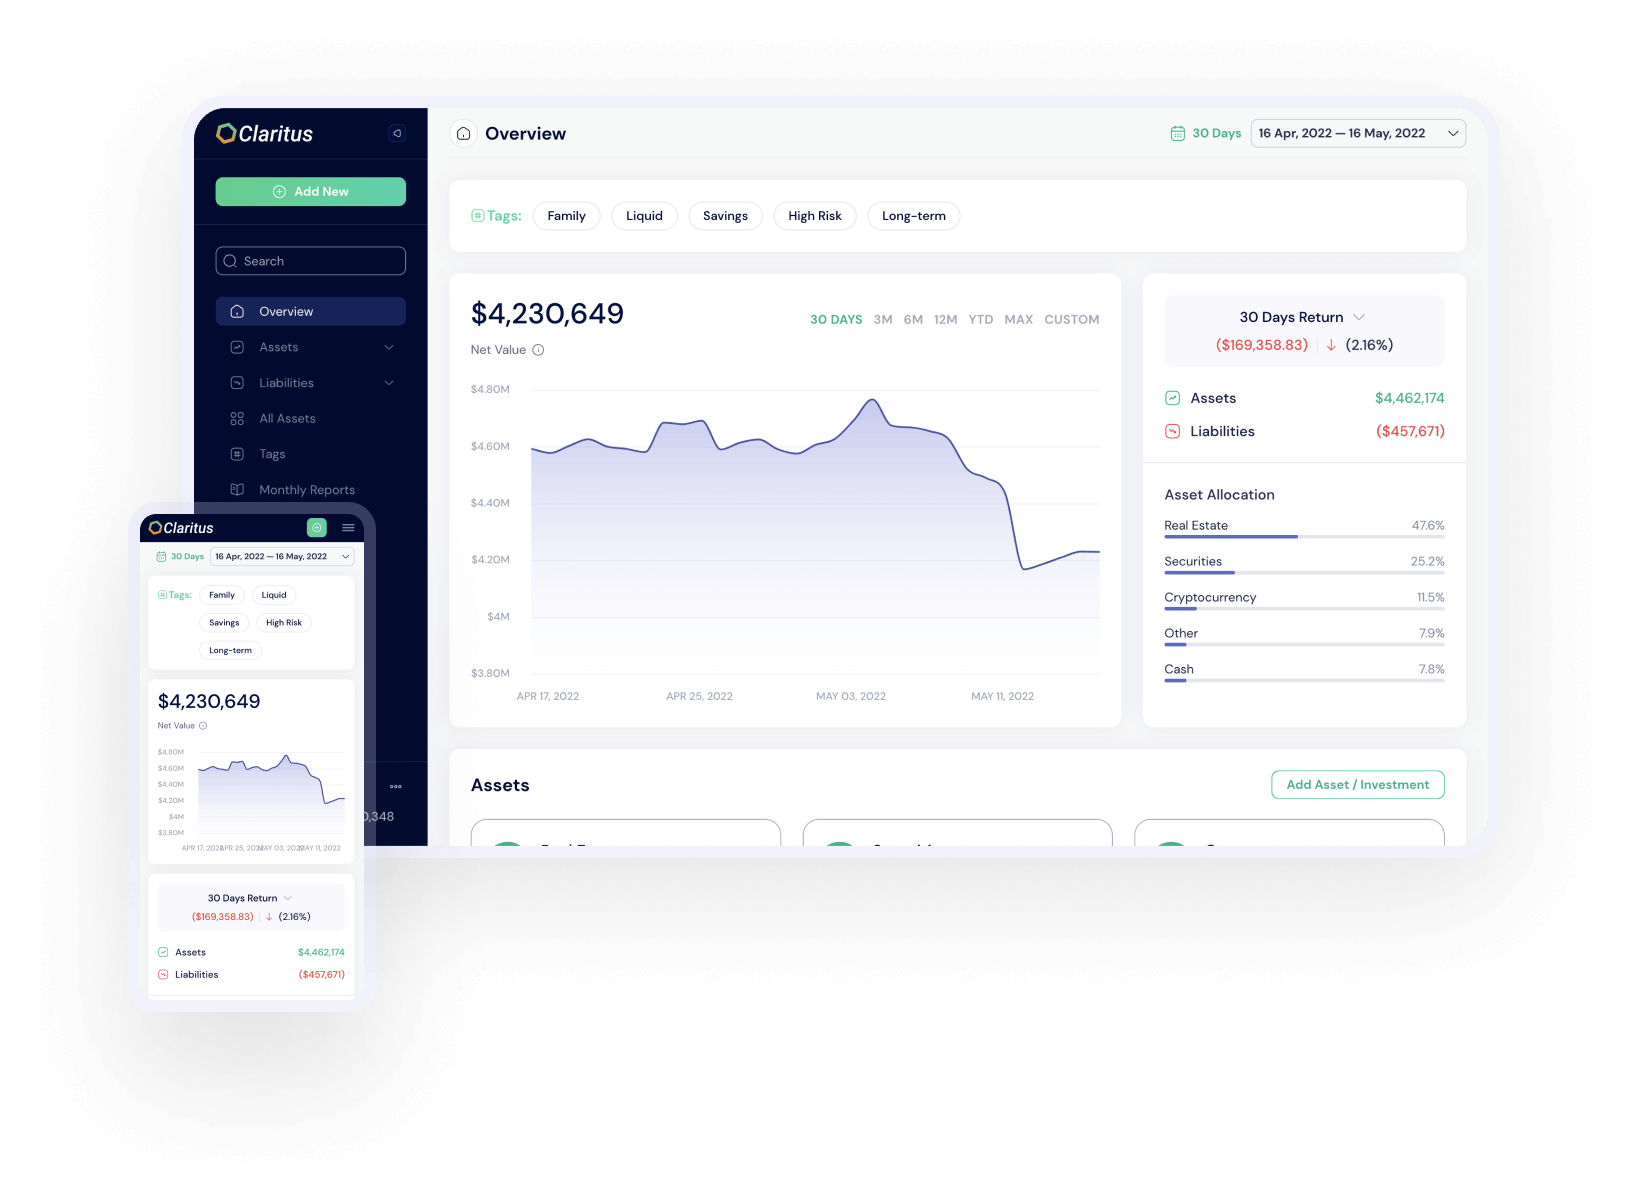 Claritus
Add New
Search
Overview
Assets
Liabilities
All Assets
Tags
Monthly Reports
0,348
Overview
30 Days 16 Apr, 2022 — 16 May, 2022
Tags: Family Liquid Savings High Risk Long-term
$4,230,649
30 DAYS 3M 6M 12M YTD MAX CUSTOM
Net Value
$4.80M
$4.60M
$4.40M
$4.20M
$4M
$3.80M
APR 17, 2022 APR 25, 2022 MAY 03, 2022 MAY 11, 2022
30 Days Return
($169,358.83) (2.16%)
Assets $4,462,174
Liabilities ($457,671)
Asset Allocation
Real Estate 47.6%
Securities 25.2%
Cryptocurrency 11.5%
Other 7.9%
Cash 7.8%
Assets
Add Asset / Investment
Claritus
30 Days 16 Apr, 2022 — 16 May, 2022
Tags: Family Liquid
Savings High Risk
Long-term
$4,230,649
Net Value
$4.80M
$4.60M
$4.40M
$4.20M
$4M
$3.80M
APR 17, 2022 APR 25, 2022 MAY 03, 2022 MAY 11, 2022
30 Days Return
($169,358.83) (2.16%)
Assets $4,462,174
Liabilities ($457,671)